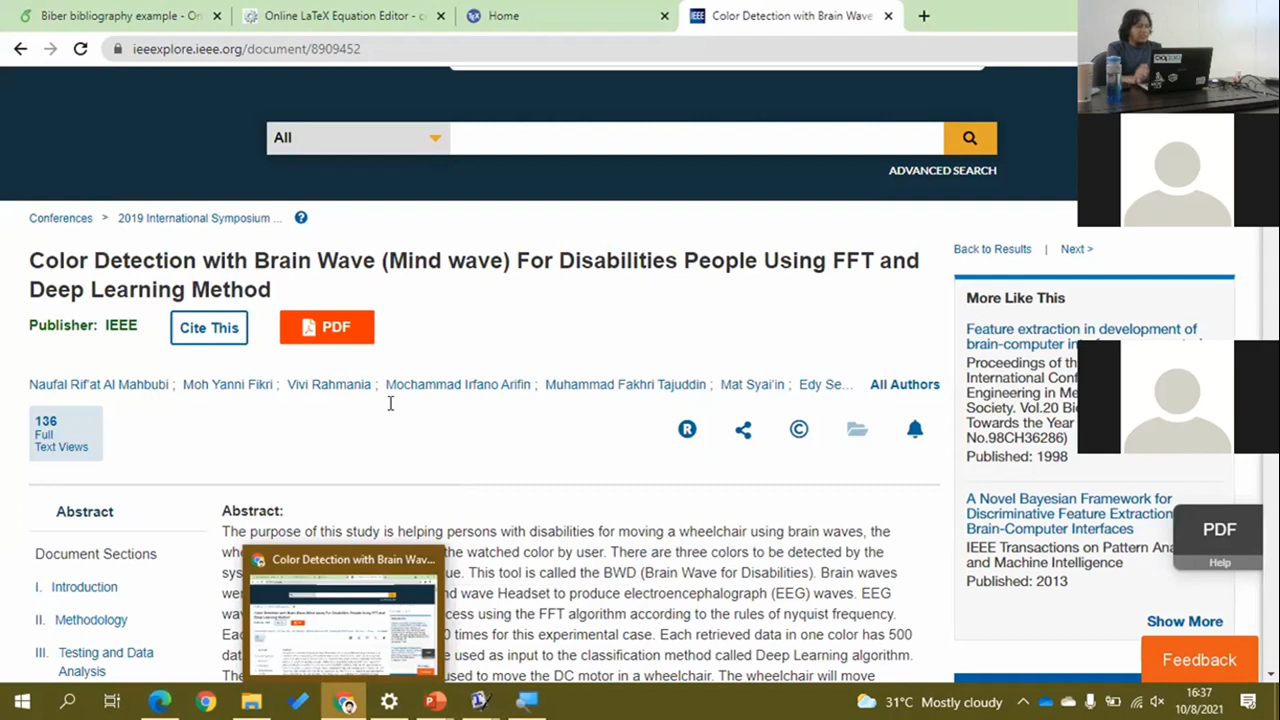 Biber bibliography example - On
Online LaTeX Equation Editor - c
Home
Color Detection with Brain Wave
ieeexplore.ieee.org/document/8909452
All
ADVANCED SEARCH
Conferences > 2019 International Symposium ...
Back to Results | Next >
Color Detection with Brain Wave (Mind wave) For Disabilities People Using FFT and
Deep Learning Method
Publisher: IEEE
Cite This
PDF
Naufal Rif'at Al Mahbubi ; Moh Yanni Fikri ; Vivi Rahmania ; Mochammad Irfano Arifin ; Muhammad Fakhri Tajuddin ; Mat Syai'in ; Edy Se...
All Authors
136
Full
Text Views
Abstract
Document Sections
I. Introduction
II. Methodology
III. Testing and Data
Analysis
Abstract:
The purpose of this study is helping persons with disabilities for moving a wheelchair using brain waves, the
the watched color by user. There are three colors to be detected by the
que. This tool is called the BWD (Brain Wave for Disabilities). Brain waves
nd wave Headset to produce electroencephalograph (EEG) waves. EEG
cess using the FFT algorithm according to the rules of nyquist frequency.
0 times for this experimental case. Each retrieved data in one color has 500
e used as input to the classification method called Deep Learning algorithm.
used to move the DC motor in a wheelchair. The wheelchair will move
Color Detection with Brain Wav...
More Like This
Feature extraction in development of
brain-computer
Proceedings of th
International Conf
Engineering in Me
Society. Vol.20 Bi
Towards the Year
No.98CH36286)
Published: 1998
A Novel Bayesian Framework for
Discriminative Feature Extraction
Brain-Computer Interfaces
IEEE Transactions on Pattern Ana
and Machine Intelligence
Published: 2013
Show More
PDF
Help
Feedback
31°C Mostly cloudy
16:37
10/8/2021